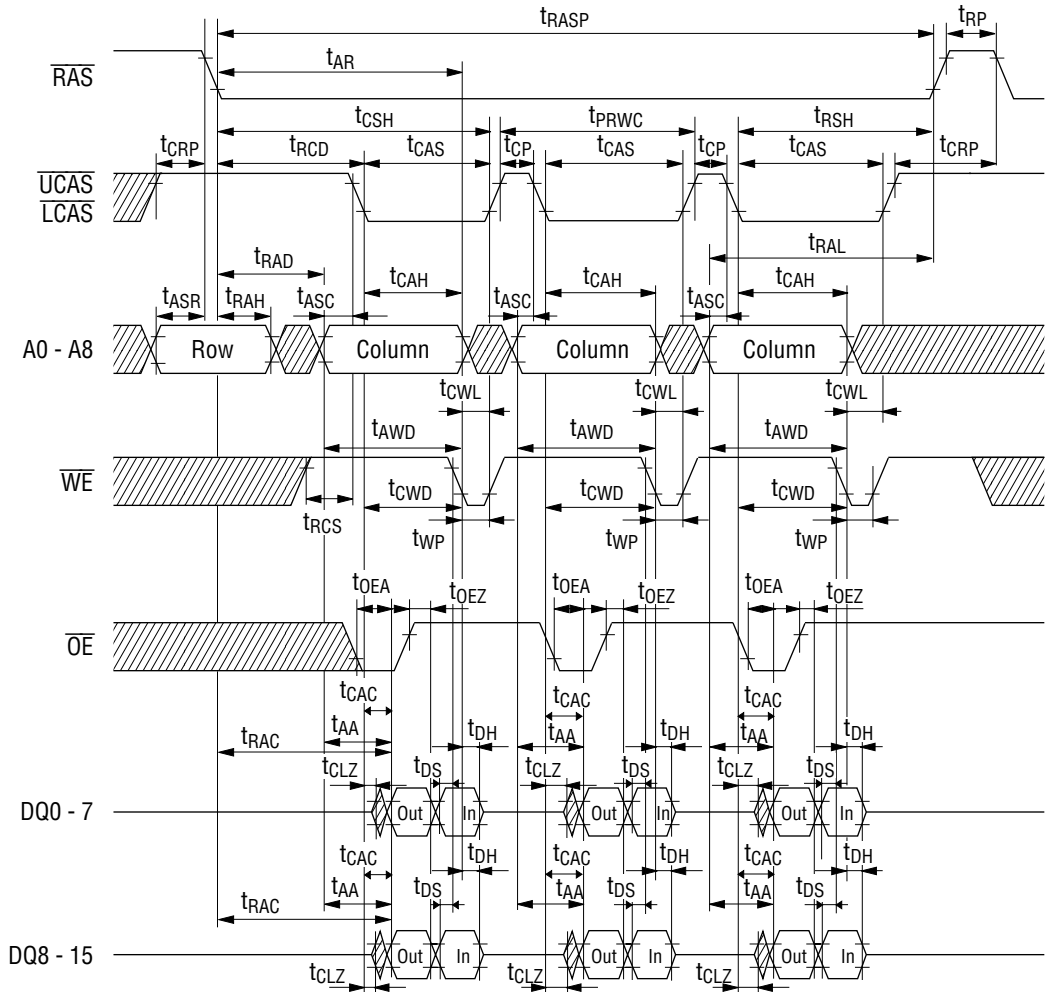 tRASP tRP
RAS tAR
tCSH tPRWC tRSH
tCRP tRCD tCAS tCP tCAS tCP tCAS tCRP
UCAS
LCAS
tRAD tRAL
tCAH tCAH tCAH
tASR tRAH tASC tASC tASC
A0 - A8 Row Column Column Column
tCWL tCWL tCWL
tAWD tAWD tAWD
WE
tRCS tCWD tCWD tCWD
tWP tWP tWP
tOEA tOEZ tOEA tOEZ tOEA tOEZ
OE
tCAC tCAC tCAC
tRAC tAA tDH tAA tDH tAA tDH
tCLZ tDS tCLZ tDS tCLZ tDS
DQ0 - 7 Out In Out In Out In
tCAC tDH tCAC tDH tCAC tDH
tRAC tAA tDS tAA tDS tAA tDS
DQ8 - 15 Out In Out In Out In
tCLZ tCLZ tCLZ